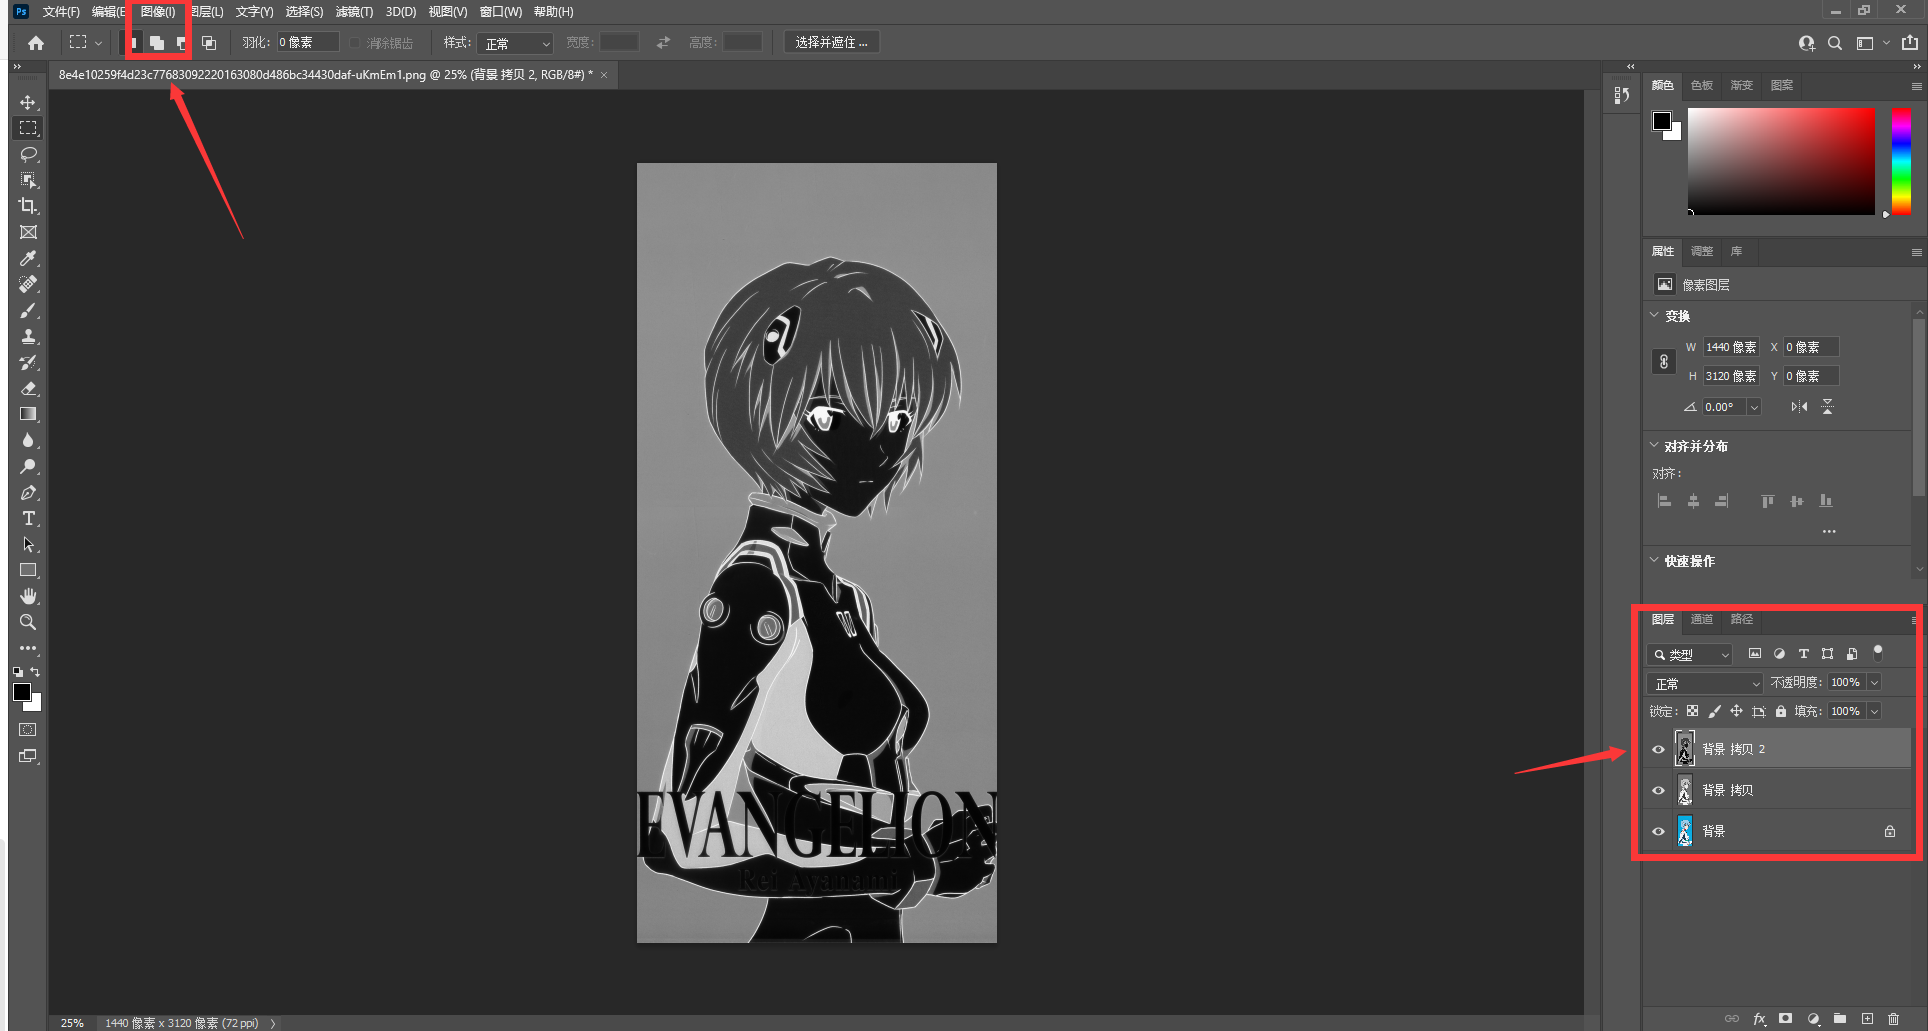 Ps 文件(F) 编辑(E 图像(I) 图层(L) 文字(Y) 选择(S) 滤镜(T) 3D(D) 视图(V) 窗口(W) 帮助(H)
羽化: 0 像素 消除锯齿 样式: 正常 宽度: 高度: 选择并遮住 ...
8e4e10259f4d23c77683092220163080d486bc34430daf-uKmEm1.png @ 25% (背景 拷贝 2, RGB/8#) * ×
颜色 色板 渐变 图案
属性 调整 库
像素图层
变换
W 1440 像素 X 0 像素
H 3120 像素 Y 0 像素
0.00°
对齐并分布
对齐:
快速操作
图层 通道 路径
类型
正常 不透明度: 100%
锁定: 填充: 100%
背景 拷贝 2
背景 拷贝
背景
EVANGELION
Rei Ayanami
25% 1440 像素 x 3120 像素 (72 ppi)
fx